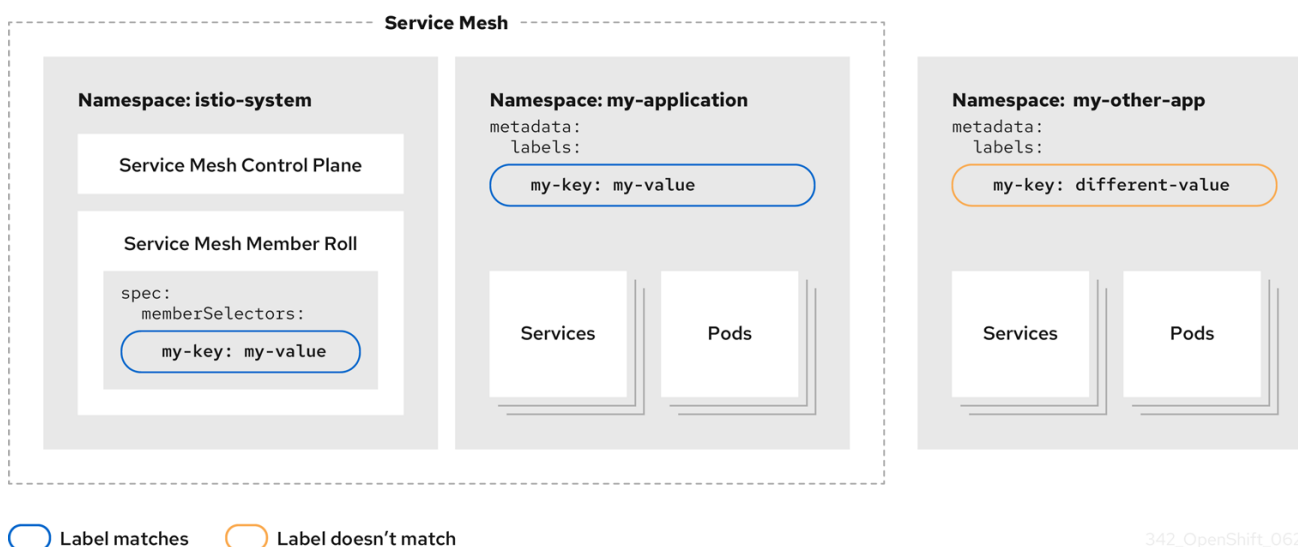 Service Mesh
Namespace: istio-system
Service Mesh Control Plane
Service Mesh Member Roll
spec:
memberSelectors:
my-key: my-value
Namespace: my-application
metadata:
labels:
my-key: my-value
Services
Pods
Namespace: my-other-app
metadata:
labels:
my-key: different-value
Services
Pods
Label matches
Label doesn’t match
342_OpenShift_062